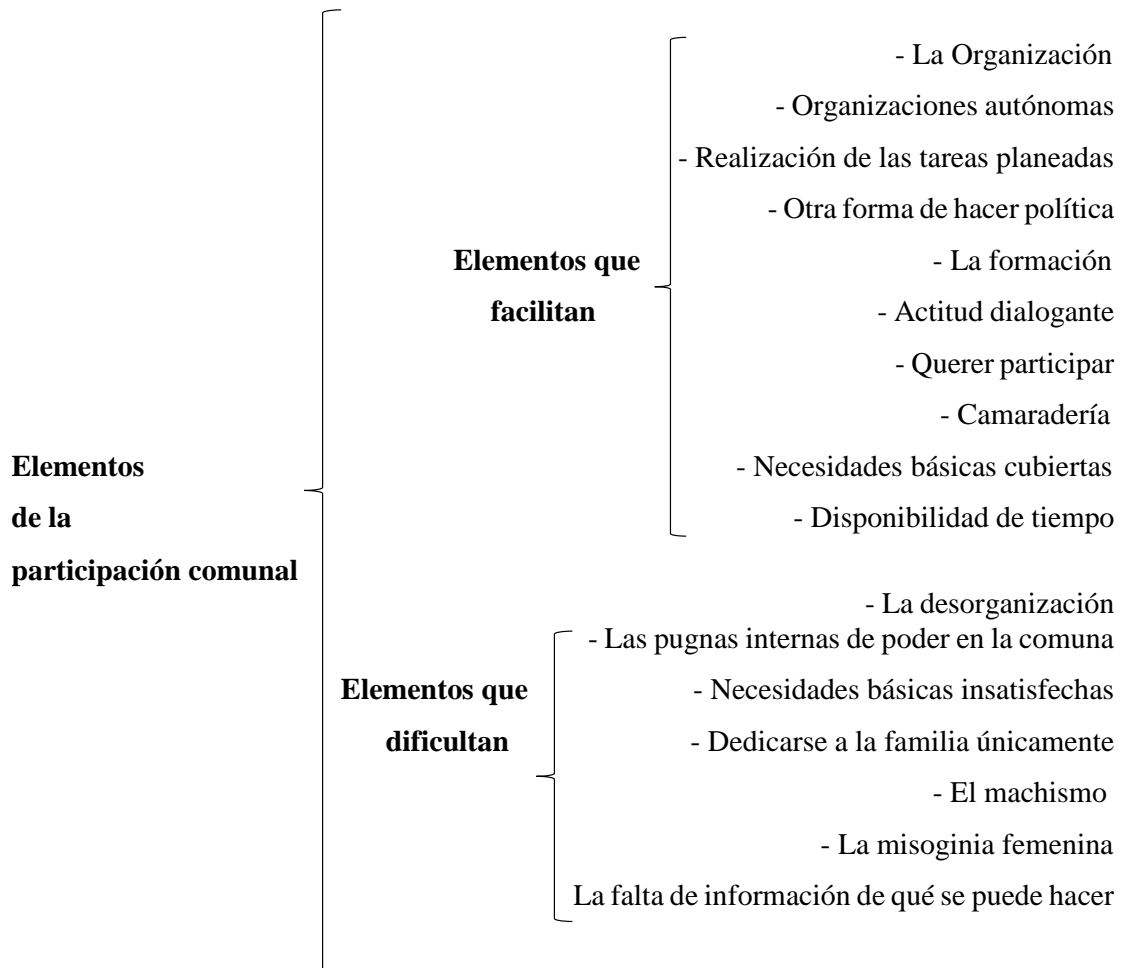 Elementos
de la
participación comunal
Elementos que
facilitan
- La Organización
- Organizaciones autónomas
- Realización de las tareas planeadas
- Otra forma de hacer política
- La formación
- Actitud dialogante
- Querer participar
- Camaradería
- Necesidades básicas cubiertas
- Disponibilidad de tiempo
Elementos que
dificultan
- La desorganización
- Las pugnas internas de poder en la comuna
- Necesidades básicas insatisfechas
- Dedicarse a la familia únicamente
- El machismo
- La misoginia femenina
La falta de información de qué se puede hacer